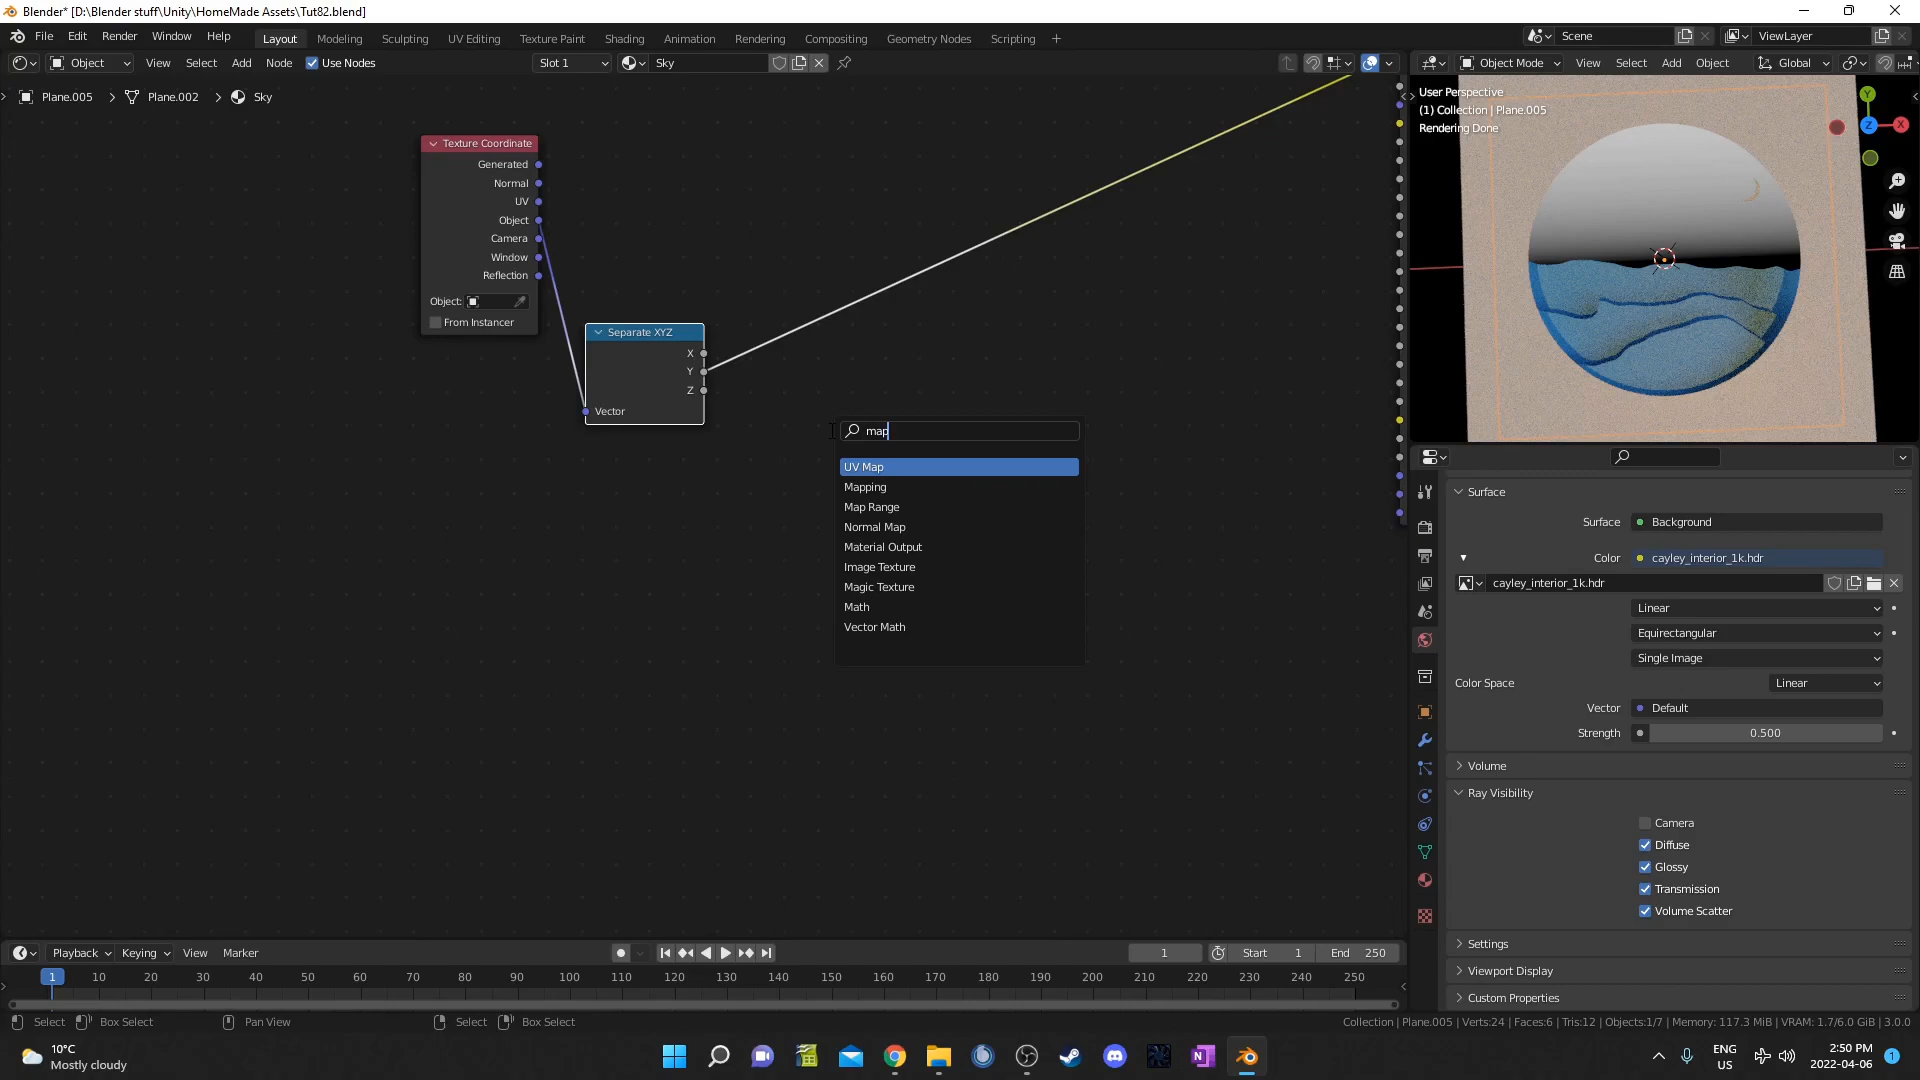 Blender* [D:\Blender stuff\Unity\HomeMade Assets\Tut82.blend]
File Edit Render Window Help Layout Modeling Sculpting UV Editing Texture Paint Shading Animation Rendering Compositing Geometry Nodes Scripting + Scene ViewLayer
Object View Select Add Node Use Nodes Slot 1 Sky
Object Mode View Select Add Object Global
Plane.005 > Plane.002 > Sky
User Perspective
(1) Collection | Plane.005
Rendering Done
Y
Z
X
Texture Coordinate
Generated
Normal
UV
Object
Camera
Window
Reflection
Object:
From Instancer
Separate XYZ
X
Y
Z
Vector
map
UV Map
Mapping
Map Range
Normal Map
Material Output
Image Texture
Magic Texture
Math
Vector Math
Surface
Surface Background
Color cayley_interior_1k.hdr
cayley_interior_1k.hdr
Linear
Equirectangular
Single Image
Color Space Linear
Vector Default
Strength 0.500
Volume
Ray Visibility
Camera
Diffuse
Glossy
Transmission
Volume Scatter
Settings
Viewport Display
Custom Properties
Playback Keying View Marker 1 Start 1 End 250
1 10 20 30 40 50 60 70 80 90 100 110 120 130 140 150 160 170 180 190 200 210 220 230 240 250
Select Box Select Pan View Select Box Select Collection | Plane.005 | Verts:24 | Faces:6 | Tris:12 | Objects:1/7 | Memory: 117.3 MiB | VRAM: 1.7/6.0 GiB | 3.0.0
10°C
Mostly cloudy
N
ENG
US
2:50 PM
2022-04-06
1